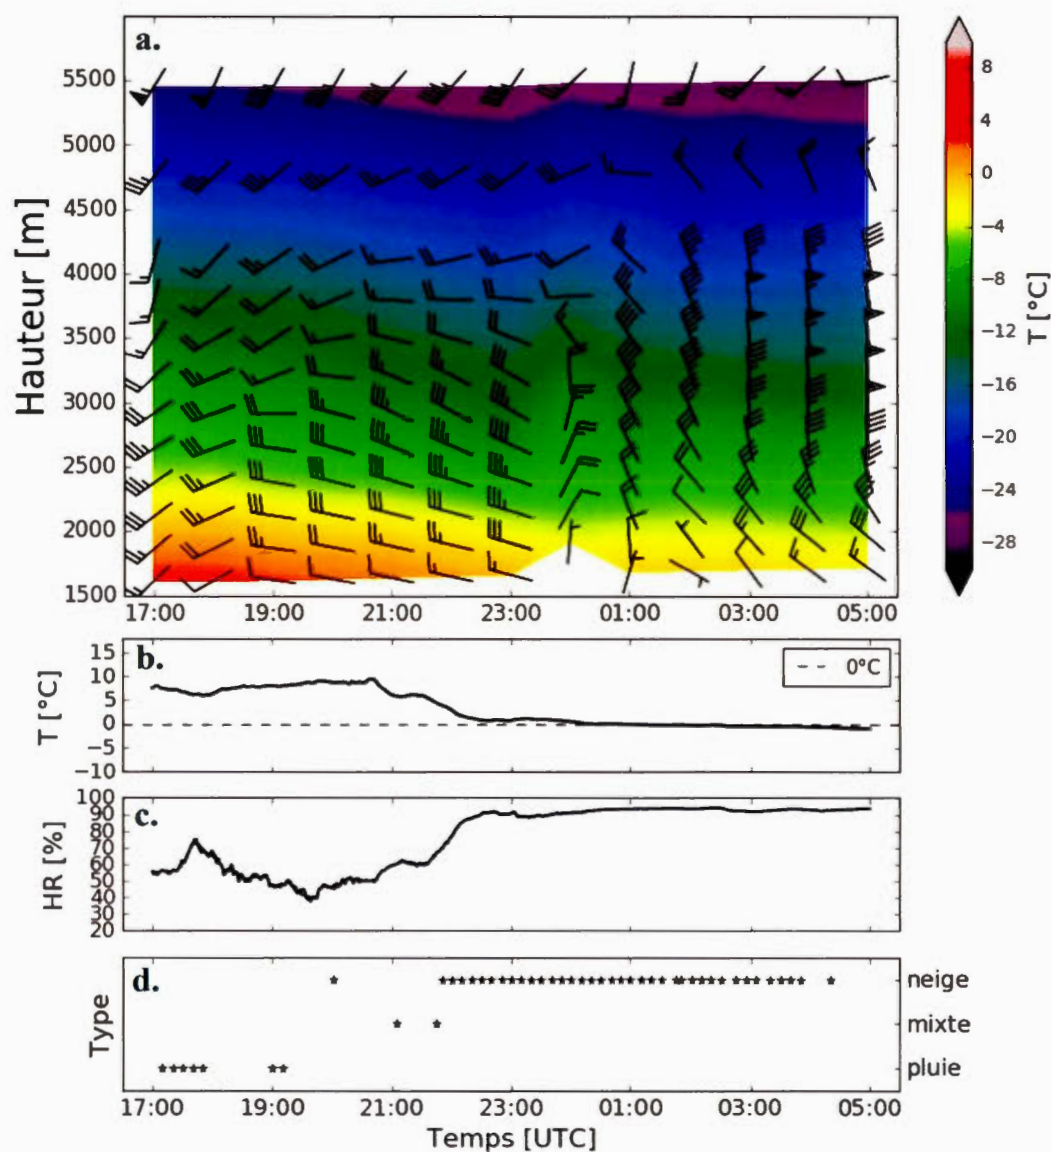 a.
Hauteur [m]
5500
5000
4500
4000
3500
3000
2500
2000
1500
17:00 19:00 21:00 23:00 01:00 03:00 05:00
8
4
0
−4
−8
−12
−16
−20
−24
−28
T [°C]
b.
T [°C]
15
10
5
0
−5
−10
0°C
c.
HR [%]
100
90
80
70
60
50
40
30
20
d.
Type
neige
mixte
pluie
17:00 19:00 21:00 23:00 01:00 03:00 05:00
Temps [UTC]